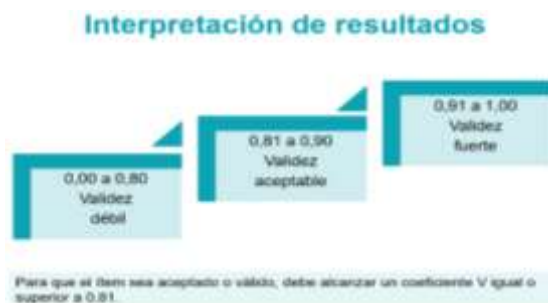 Interpretación de resultados
0,00 a 0,80
Validez
débil
0,81 a 0,90
Validez
aceptable
0,91 a 1,00
Validez
fuerte
Para que el ítem sea aceptado o válido, debe alcanzar un coeficiente V igual o
superior a 0.81